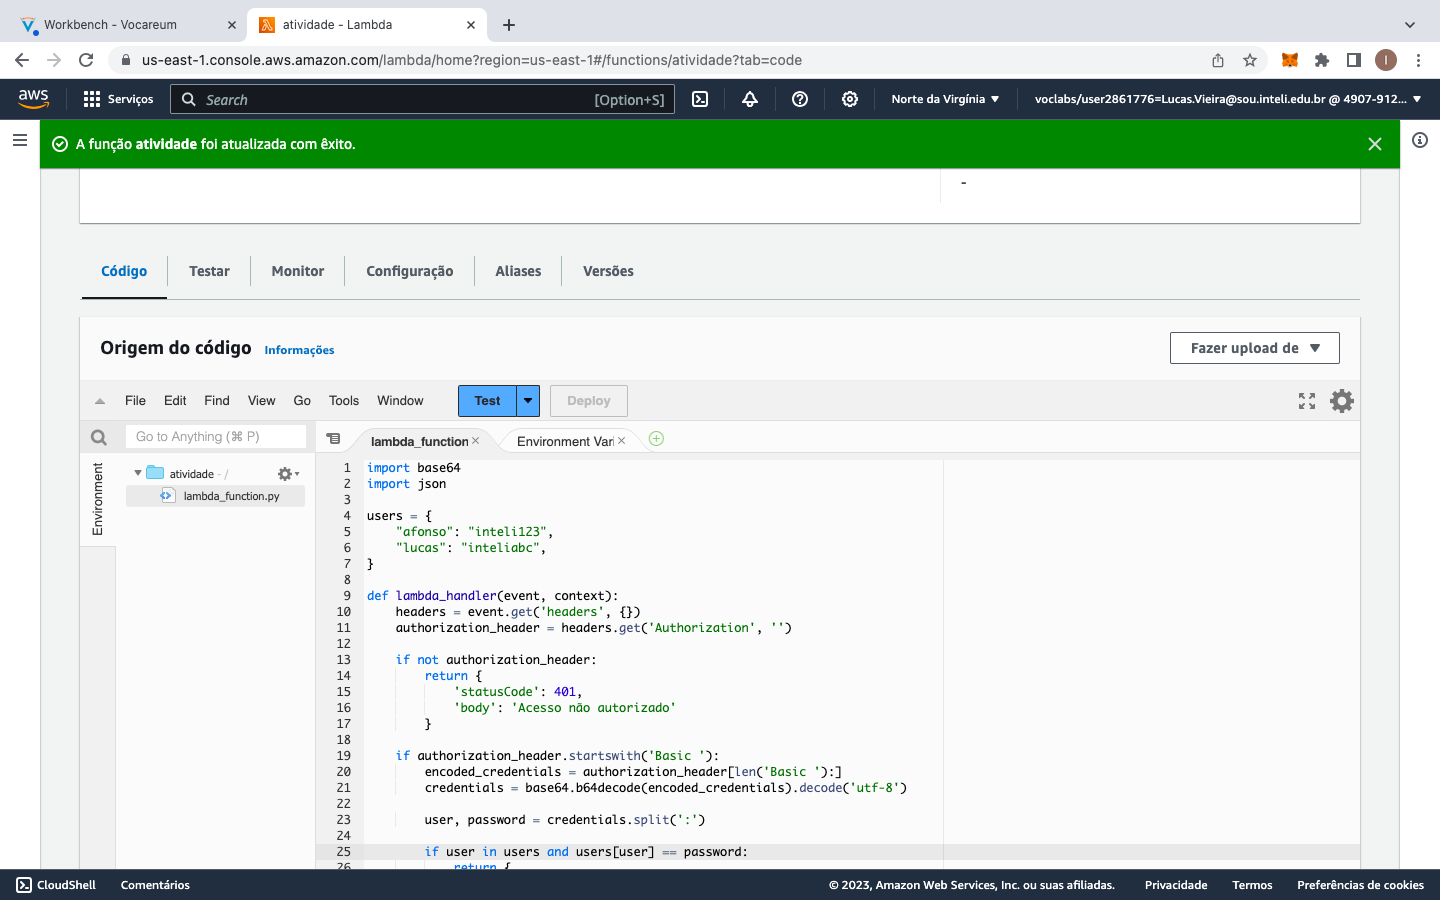 Workbench - Vocareum
atividade - Lambda
us-east-1.console.aws.amazon.com/lambda/home?region=us-east-1#/functions/atividade?tab=code
I
aws
Serviços
Search
[Option+S]
Norte da Virgínia
voclabs/user2861776=Lucas.Vieira@sou.inteli.edu.br @ 4907-912...
A função atividade foi atualizada com êxito.
-
Código
Testar
Monitor
Configuração
Aliases
Versões
Origem do código
Informações
Fazer upload de
File Edit Find View Go Tools Window
Test
Deploy
Go to Anything (⌘ P)
lambda_function
Environment Vari
Environment
atividade - /
lambda_function.py
1 import base64
2 import json
3
4 users = {
5 "afonso": "inteli123",
6 "lucas": "inteliabc",
7 }
8
9 def lambda_handler(event, context):
10 headers = event.get('headers', {})
11 authorization_header = headers.get('Authorization', '')
12
13 if not authorization_header:
14 return {
15 'statusCode': 401,
16 'body': 'Acesso não autorizado'
17 }
18
19 if authorization_header.startswith('Basic '):
20 encoded_credentials = authorization_header[len('Basic '):]
21 credentials = base64.b64decode(encoded_credentials).decode('utf-8')
22
23 user, password = credentials.split(':')
24
25 if user in users and users[user] == password:
26 return {
CloudShell
Comentários
© 2023, Amazon Web Services, Inc. ou suas afiliadas.
Privacidade
Termos
Preferências de cookies